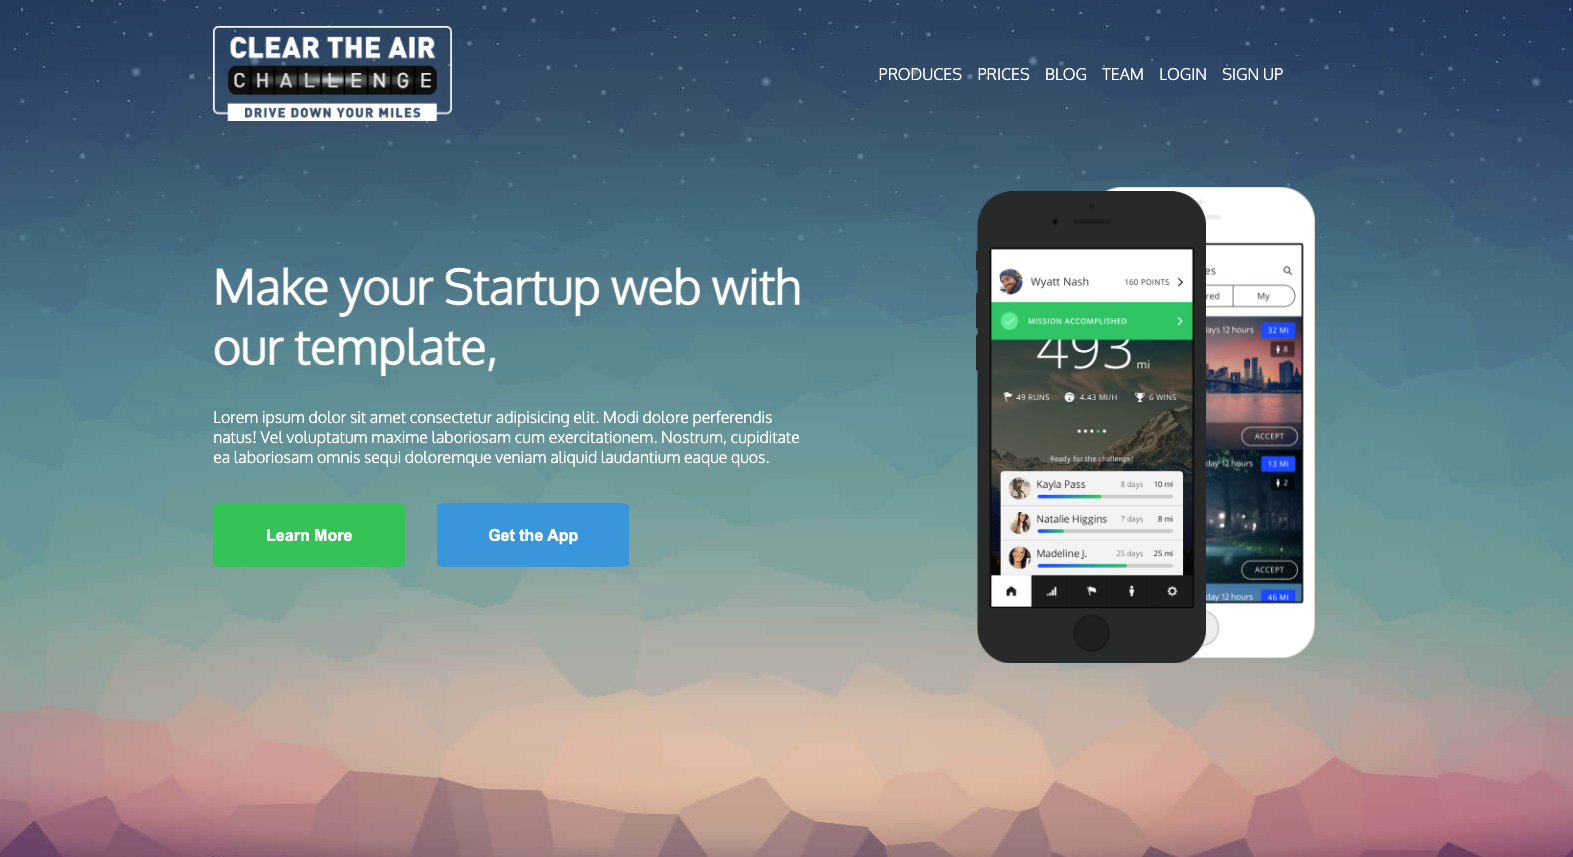 CLEAR THE AIR
CHALLENGE
DRIVE DOWN YOUR MILES
PRODUCES PRICES BLOG TEAM LOGIN SIGN UP
Make your Startup web with
our template,
Lorem ipsum dolor sit amet consectetur adipisicing elit. Modi dolore perferendis
natus! Vel voluptatum maxime laboriosam cum exercitationem. Nostrum, cupiditate
ea laboriosam omnis sequi doloremque veniam aliquid laudantium eaque quos.
Learn More
Get the App
Wyatt Nash 160 POINTS
MISSION ACCOMPLISHED
493 mi
49 RUNS 4.43 MI/H 6 WINS
Ready for the challenge?
Kayla Pass 8 days 10 mi
Natalie Higgins 7 days 8 mi
Madeline J. 25 days 25 mi
es
red My
ays 12 hours 32 MI
8
ACCEPT
day 12 hours 13 MI
2
ACCEPT
day 12 hours 46 MI